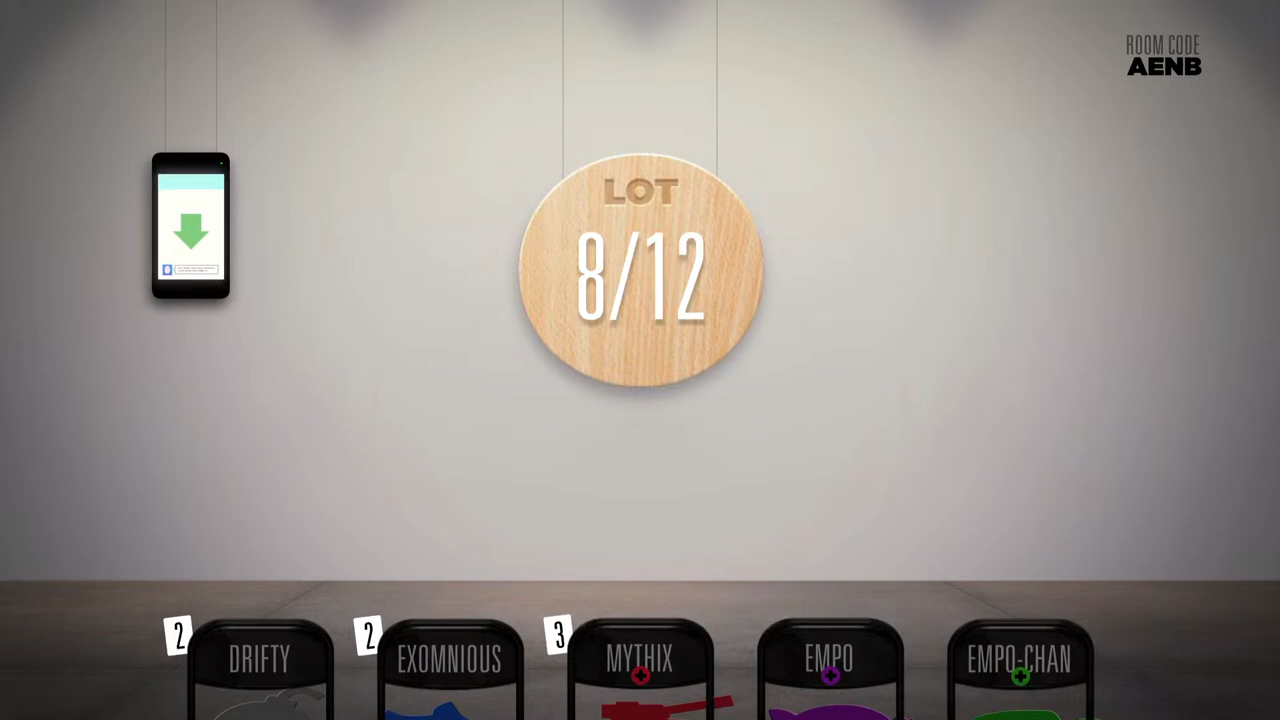 ROOM CODE
AENB
LOT
8/12
2
DRIFTY
2
EXOMNIOUS
3
MYTHIX
EMPO
EMPO-CHAN